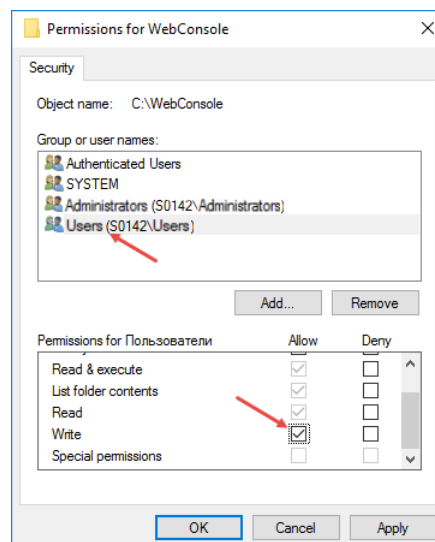 Permissions for WebConsole
Security
Object name: C:\WebConsole
Group or user names:
Authenticated Users
SYSTEM
Administrators (S0142\Administrators)
Users (S0142\Users)
Add... Remove
Permissions for Пользователи Allow Deny
Read & execute
List folder contents
Read
Write
Special permissions
OK Cancel Apply